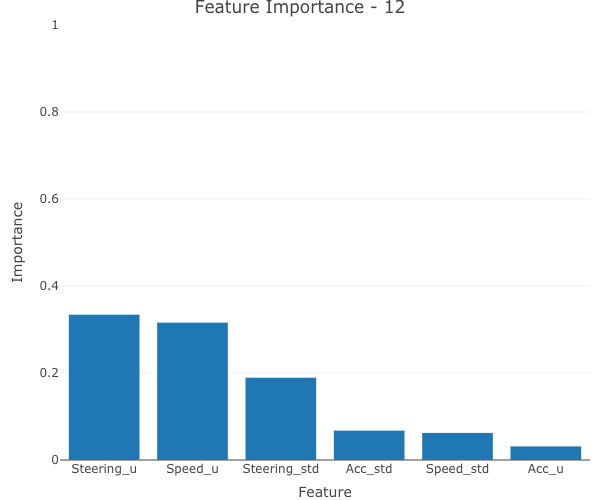 Feature Importance - 12
1
0.8
0.6
0.4
0.2
0
Importance
Steering_u Speed_u Steering_std Acc_std Speed_std Acc_u
Feature